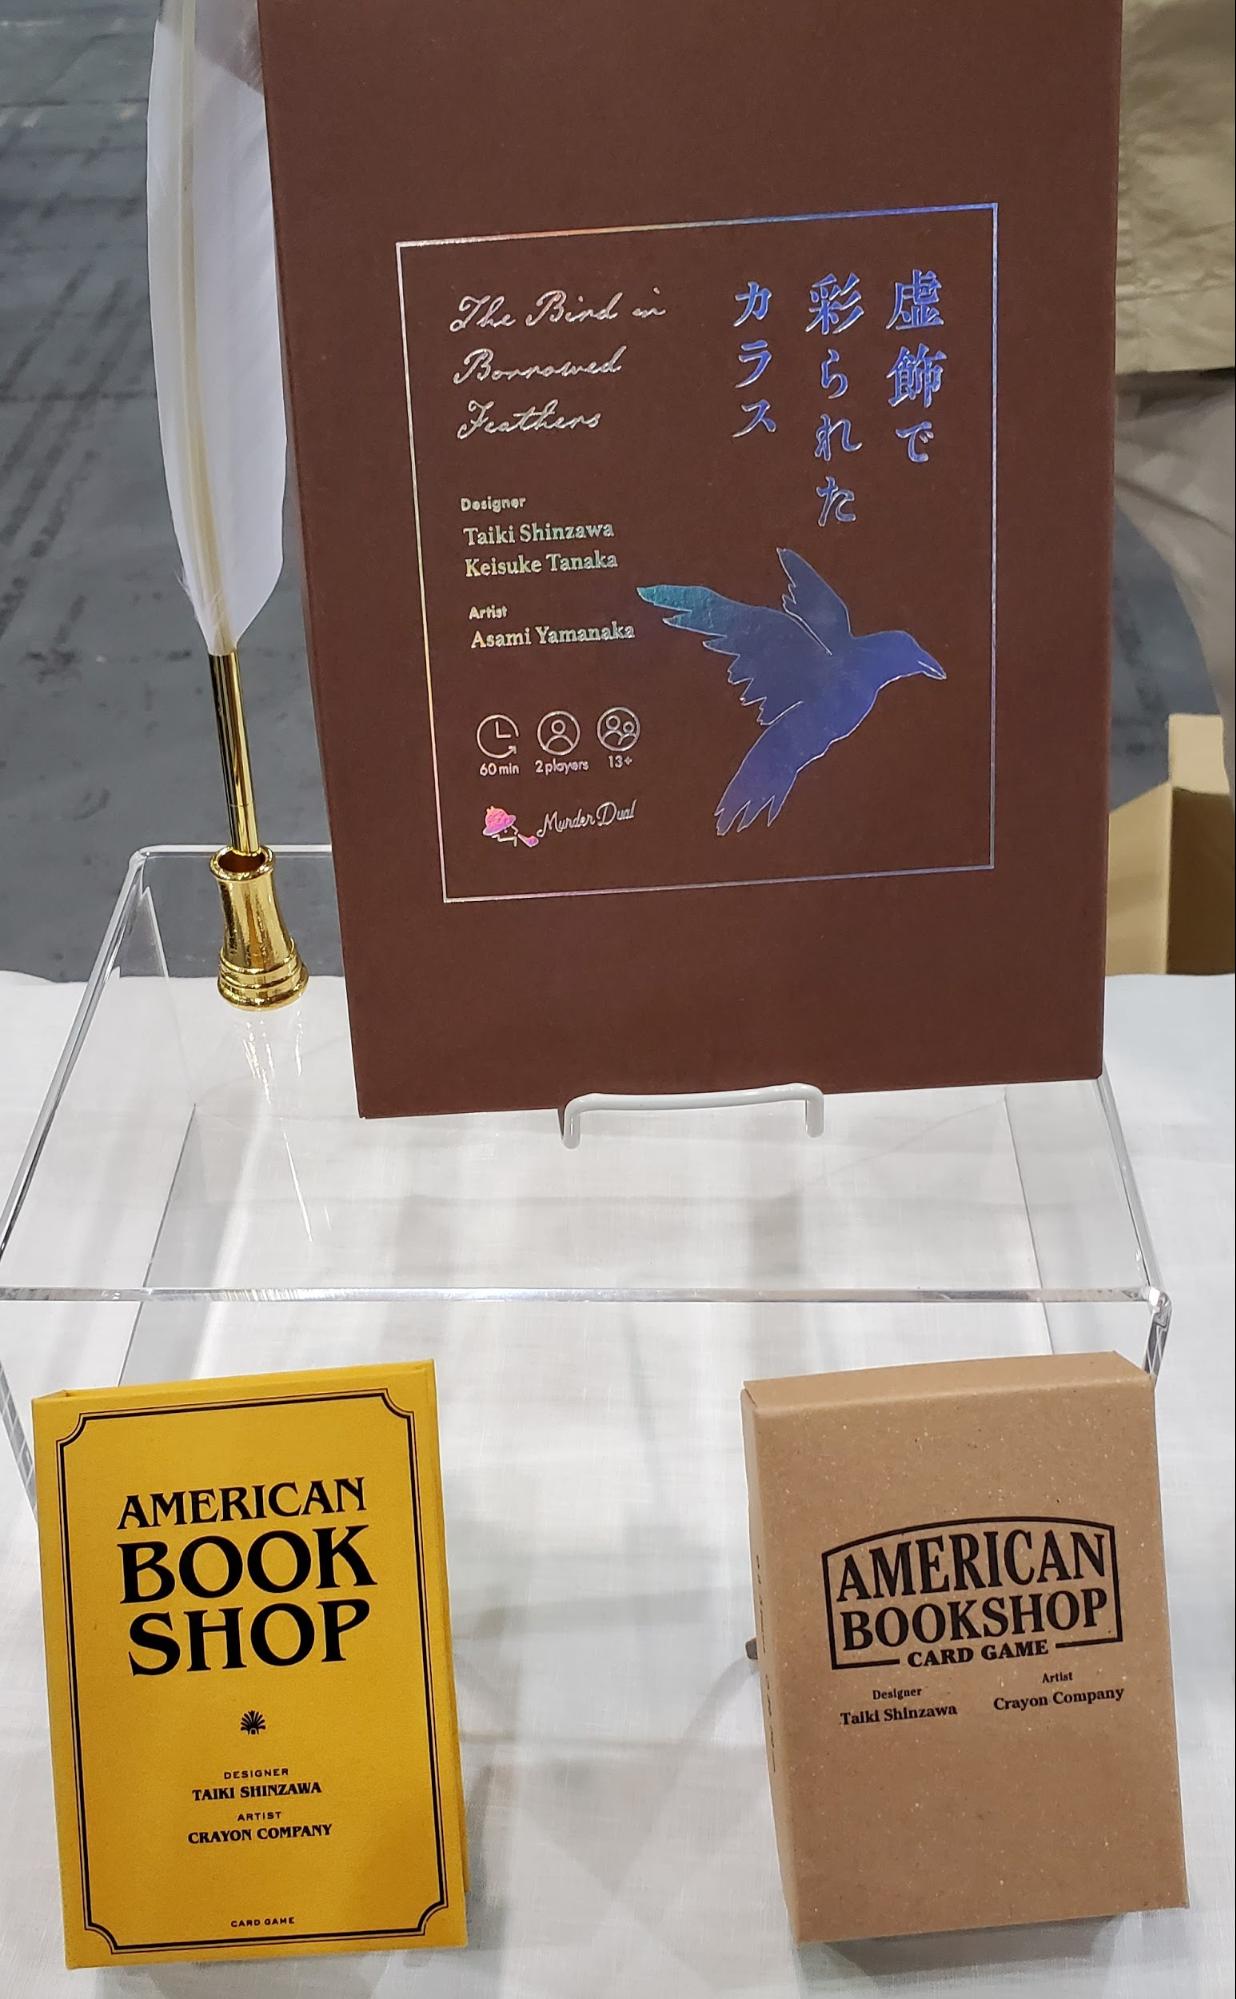 The Bird in
Borrowed
Feathers
虚飾で
彩られた
カラス
Designer
Taiki Shinzawa
Keisuke Tanaka
Artist
Asami Yamanaka
60 min
2 players
13+
Murder Dual
AMERICAN
BOOK
SHOP
DESIGNER
TAIKI SHINZAWA
ARTIST
CRAYON COMPANY
CARD GAME
AMERICAN
BOOKSHOP
CARD GAME
Designer
Taiki Shinzawa
Artist
Crayon Company